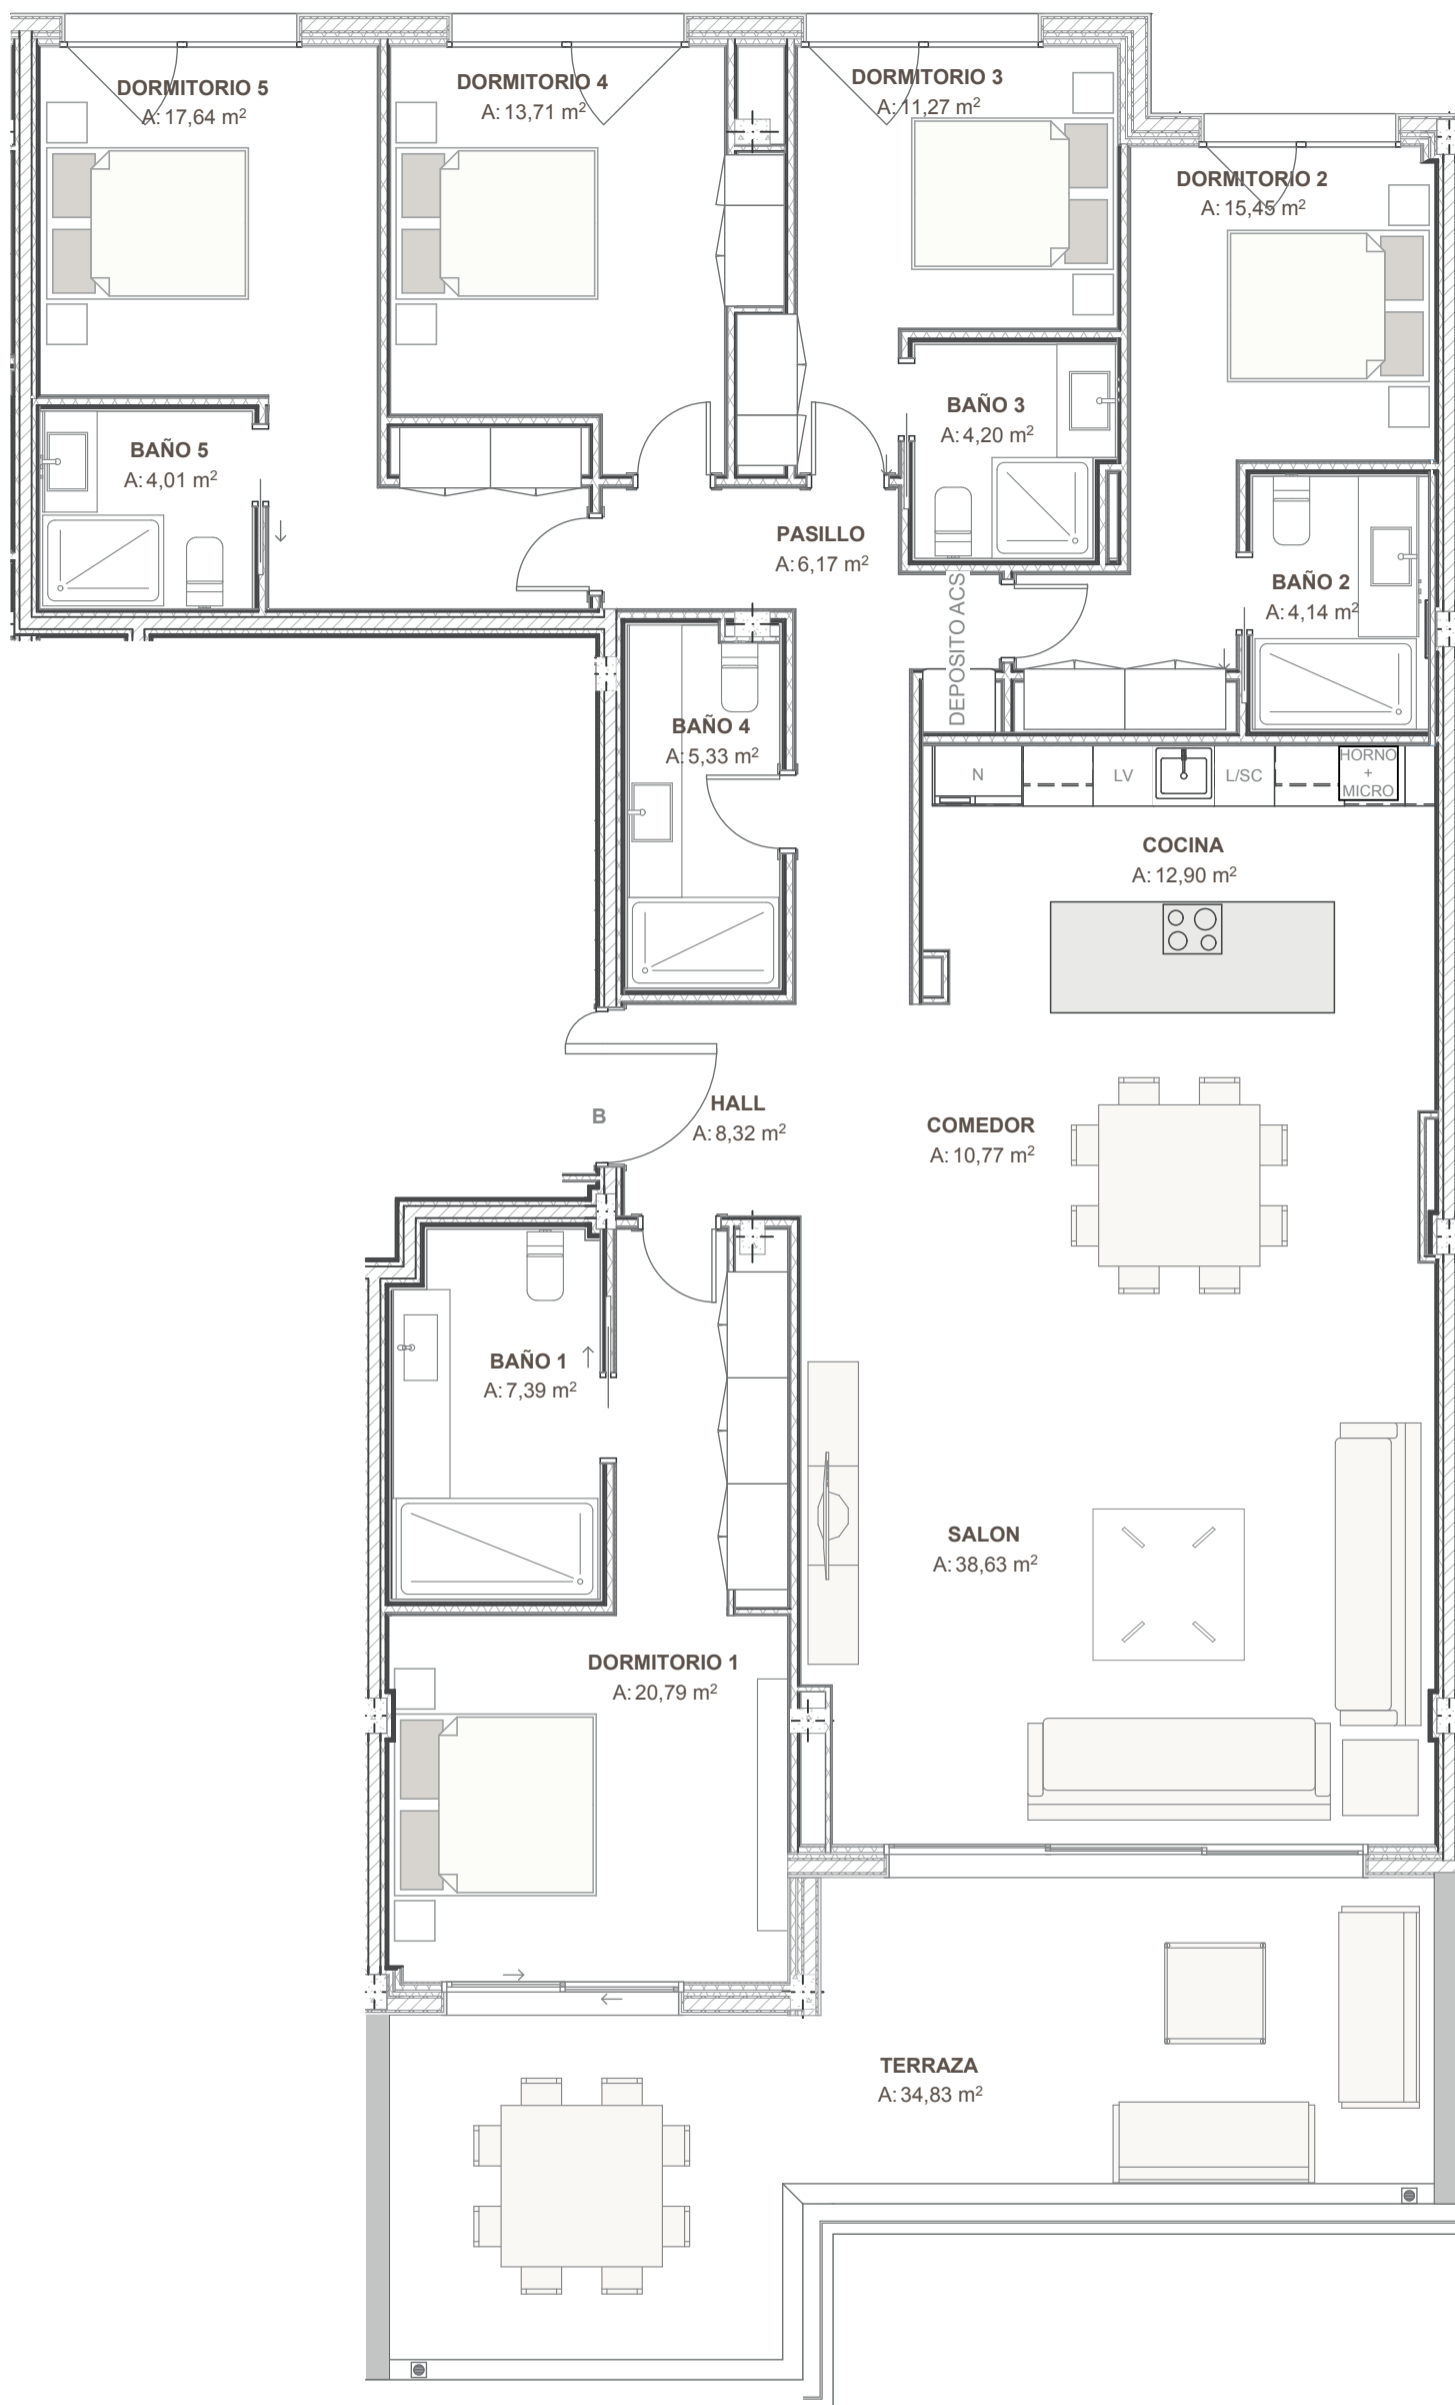 DORMITORIO 5
A: 17,64 m²
DORMITORIO 4
A: 13,71 m²
DORMITORIO 3
A: 11,27 m²
DORMITORIO 2
A: 15,45 m²
BAÑO 5
A: 4,01 m²
BAÑO 3
A: 4,20 m²
PASILLO
A: 6,17 m²
BAÑO 2
A: 4,14 m²
DEPOSITO ACS
BAÑO 4
A: 5,33 m²
N
LV
L/SC
HORNO
+
MICRO
COCINA
A: 12,90 m²
B
HALL
A: 8,32 m²
COMEDOR
A: 10,77 m²
BAÑO 1
A: 7,39 m²
SALON
A: 38,63 m²
DORMITORIO 1
A: 20,79 m²
TERRAZA
A: 34,83 m²